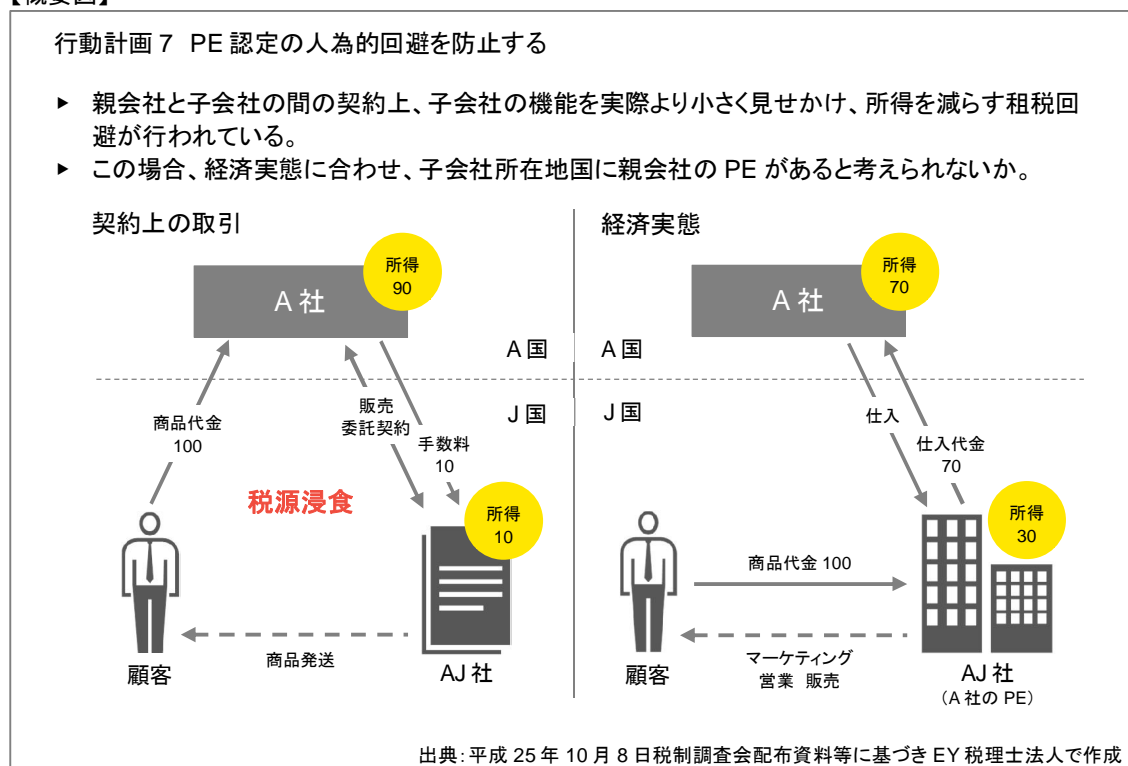 【概要図】
行動計画 7 PE 認定の人為的回避を防止する
▶ 親会社と子会社の間の契約上、子会社の機能を実際より小さく見せかけ、所得を減らす租税回
避が行われている。
▶ この場合、経済実態に合わせ、子会社所在地国に親会社の PE があると考えられないか。
契約上の取引
所得
90
A 社
A 国
J 国
商品代金
100
販売
委託契約
手数料
10
税源浸食
所得
10
商品発送
顧客
AJ 社
経済実態
所得
70
A 社
A 国
J 国
仕入
仕入代金
70
所得
30
商品代金 100
マーケティング
営業 販売
顧客
AJ 社
(A 社の PE)
出典:平成 25 年 10 月 8 日税制調査会配布資料等に基づき EY 税理士法人で作成